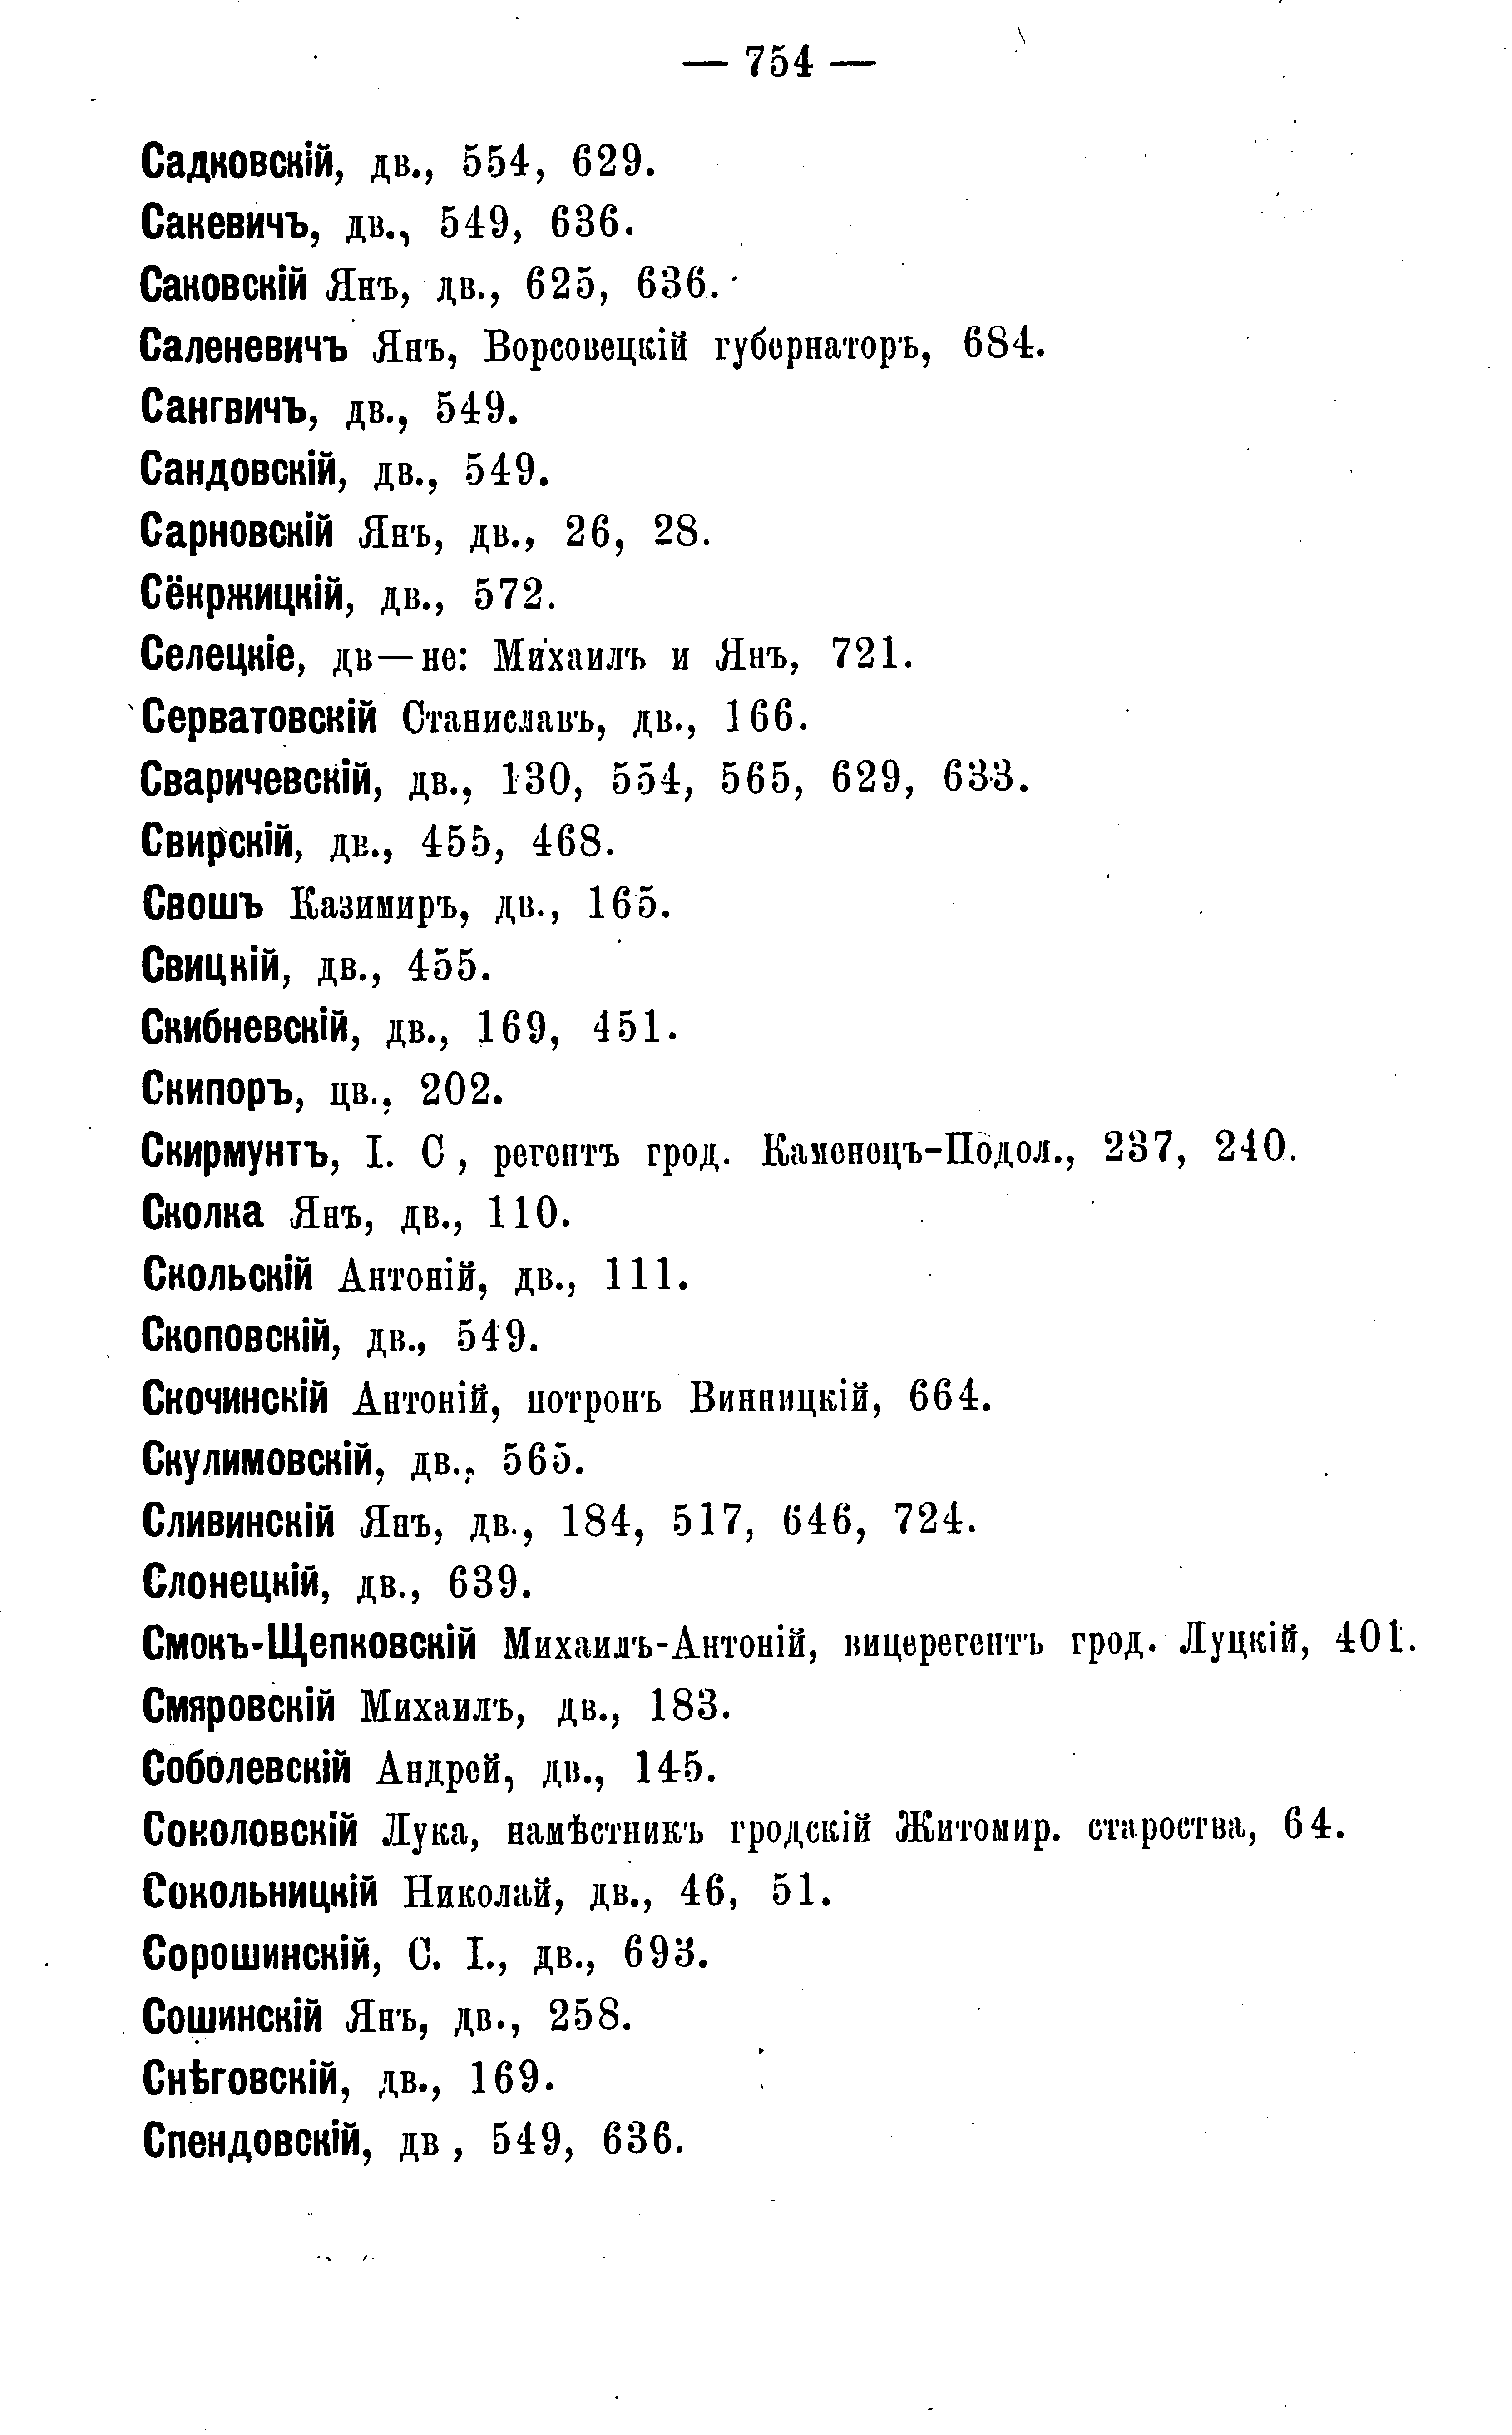 — 754 —
Садковскій, дв., 554, 629.
Сакевичъ, дв., 549, 636.
Саковскій Янъ, дв., 625, 636.
Саленевичъ Янъ, Ворсовецкій губернаторъ, 684.
Сангвичъ, дв., 549.
Сандовскій, дв., 549.
Сарновскій Янъ, дв., 26, 28.
Сёкржицкій, дв., 572.
Селецкіе, дв—не: Михаилъ и Янъ, 721.
Серватовскій Станиславъ, дв., 166.
Сваричевскій, дв., 130, 554, 565, 629, 633.
Свирскій, дв., 455, 468.
Свошъ Казимиръ, дв., 165.
Свицкій, дв., 455.
Скибневскій, дв., 169, 451.
Скипоръ, цв., 202.
Скирмунтъ, І. С, регентъ грод. Каменецъ-Подол., 237, 240.
Сколка Янъ, дв., 110.
Скольскій Антоній, дв., 111.
Скоповскій, дв., 549.
Скочинскій Антоній, потронъ Винницкій, 664.
Скулимовскій, дв., 565.
Сливинскій Янъ, дв., 184, 517, 646, 724.
Слонецкій, дв., 639.
Смокъ-Щепковскій Михаилъ-Антоній, вицерегентъ грод. Луцкій, 401.
Смяровскій Михаилъ, дв., 183.
Соболевскій Андрей, дв., 145.
Соколовскій Лука, намѣстникъ гродскій Житомир. староства, 64.
Сокольницкій Николай, дв., 46, 51.
Сорошинскій, С. І., дв., 693.
Сошинскій Янъ, дв., 258.
Снѣговскій, дв., 169.
Спендовскій, дв , 549, 636.